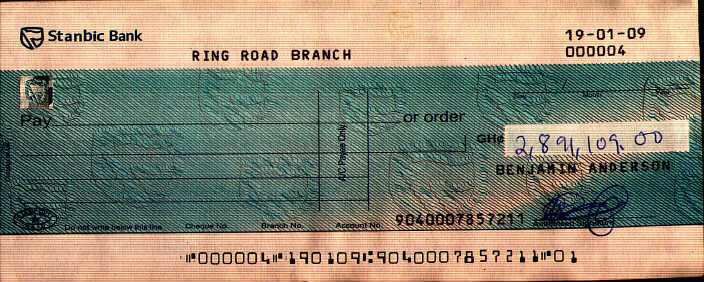 Stanbic Bank
19-01-09
RING ROAD BRANCH
000004
Pay
or order
A/C Payee Only
GH¢
2,891,109.00
BENJAMIN ANDERSON
9040007857211
Do not write below this line
Cheque No.
Branch No.
Account No.
⑈000004⑈190109⑆9040007857211⑈01